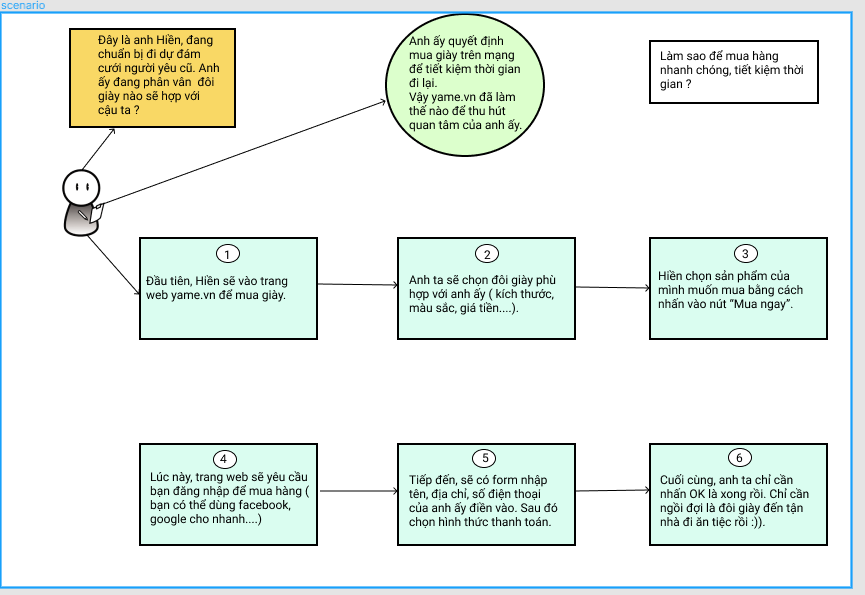 scenario
Đây là anh Hiền, đang
chuẩn bị đi dự đám
cưới người yêu cũ. Anh
ấy đang phân vân đôi
giày nào sẽ hợp với
cậu ta ?
Anh ấy quyết định
mua giày trên mạng
để tiết kiệm thời gian
đi lại.
Vậy yame.vn đã làm
thế nào để thu hút
quan tâm của anh ấy.
Làm sao để mua hàng
nhanh chóng, tiết kiệm thời
gian ?
1
Đầu tiên, Hiền sẽ vào trang
web yame.vn để mua giày.
2
Anh ta sẽ chọn đôi giày phù
hợp với anh ấy ( kích thước,
màu sắc, giá tiền....).
3
Hiền chọn sản phẩm của
mình muốn mua bằng cách
nhấn vào nút “Mua ngay”.
4
Lúc này, trang web sẽ yêu cầu
bạn đăng nhập để mua hàng (
bạn có thể dùng facebook,
google cho nhanh....)
5
Tiếp đến, sẽ có form nhập
tên, địa chỉ, số điện thoại
của anh ấy điền vào. Sau đó
chọn hình thức thanh toán.
6
Cuối cùng, anh ta chỉ cần
nhấn OK là xong rồi. Chỉ cần
ngồi đợi là đôi giày đến tận
nhà đi ăn tiệc rồi :)).